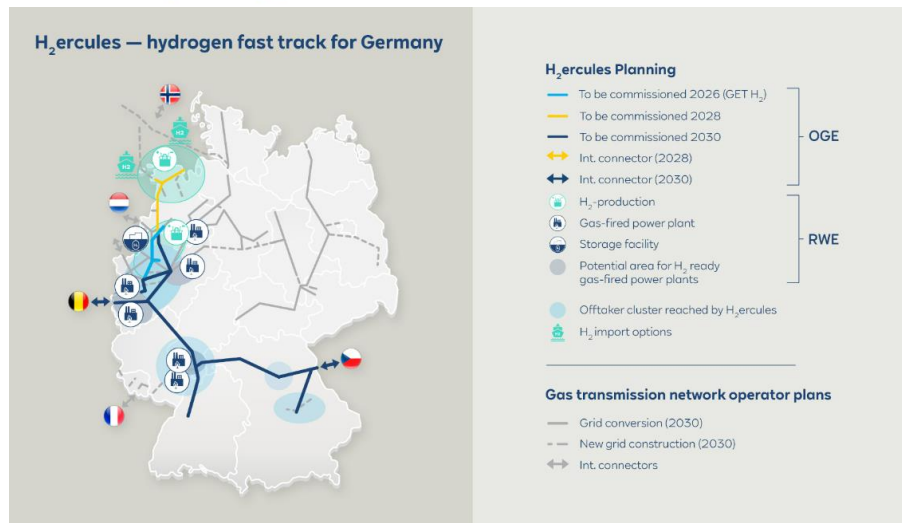 H₂ercules — hydrogen fast track for Germany
H2
H2
H₂ercules Planning
To be commissioned 2026 (GET H₂)
To be commissioned 2028
To be commissioned 2030
Int. connector (2028)
Int. connector (2030)
OGE
H₂-production
Gas-fired power plant
Storage facility
Potential area for H₂ ready
gas-fired power plants
RWE
Offtaker cluster reached by H₂ercules
H₂ import options
Gas transmission network operator plans
Grid conversion (2030)
New grid construction (2030)
Int. connectors